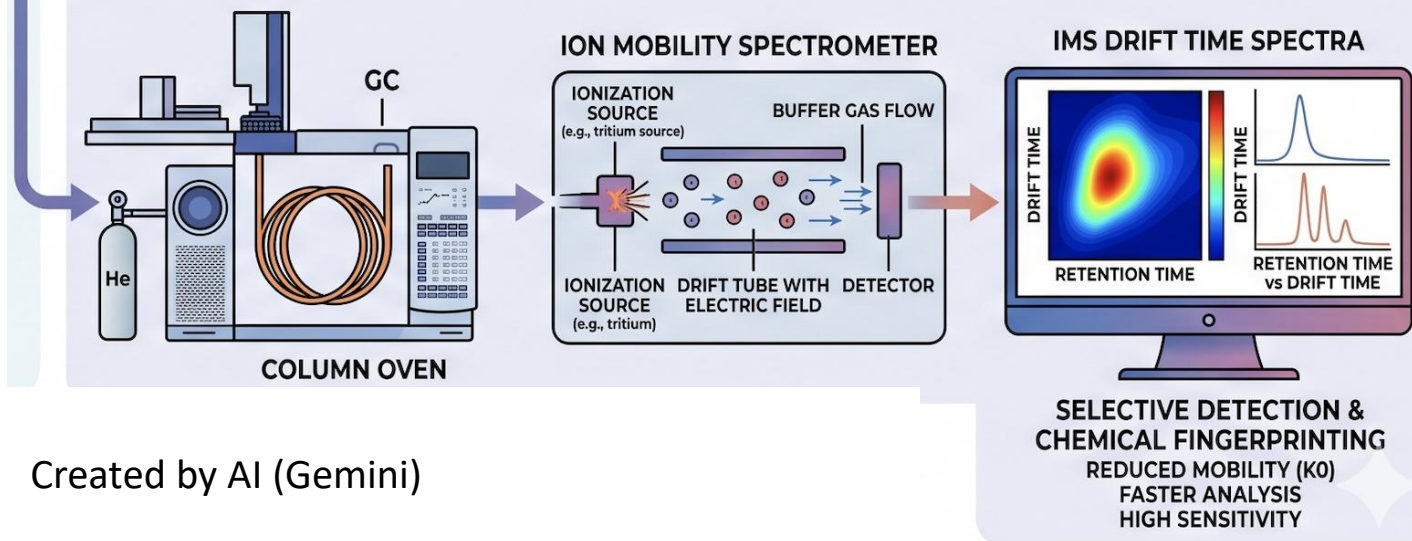 GC
He
COLUMN OVEN
ION MOBILITY SPECTROMETER
IONIZATION
SOURCE
(e.g., tritium source)
BUFFER GAS FLOW
IONIZATION
SOURCE
(e.g., tritium)
DRIFT TUBE WITH
ELECTRIC FIELD
DETECTOR
IMS DRIFT TIME SPECTRA
DRIFT TIME
RETENTION TIME
DRIFT TIME
RETENTION TIME
vs DRIFT TIME
SELECTIVE DETECTION &
CHEMICAL FINGERPRINTING
REDUCED MOBILITY (K0)
FASTER ANALYSIS
HIGH SENSITIVITY
Created by AI (Gemini)